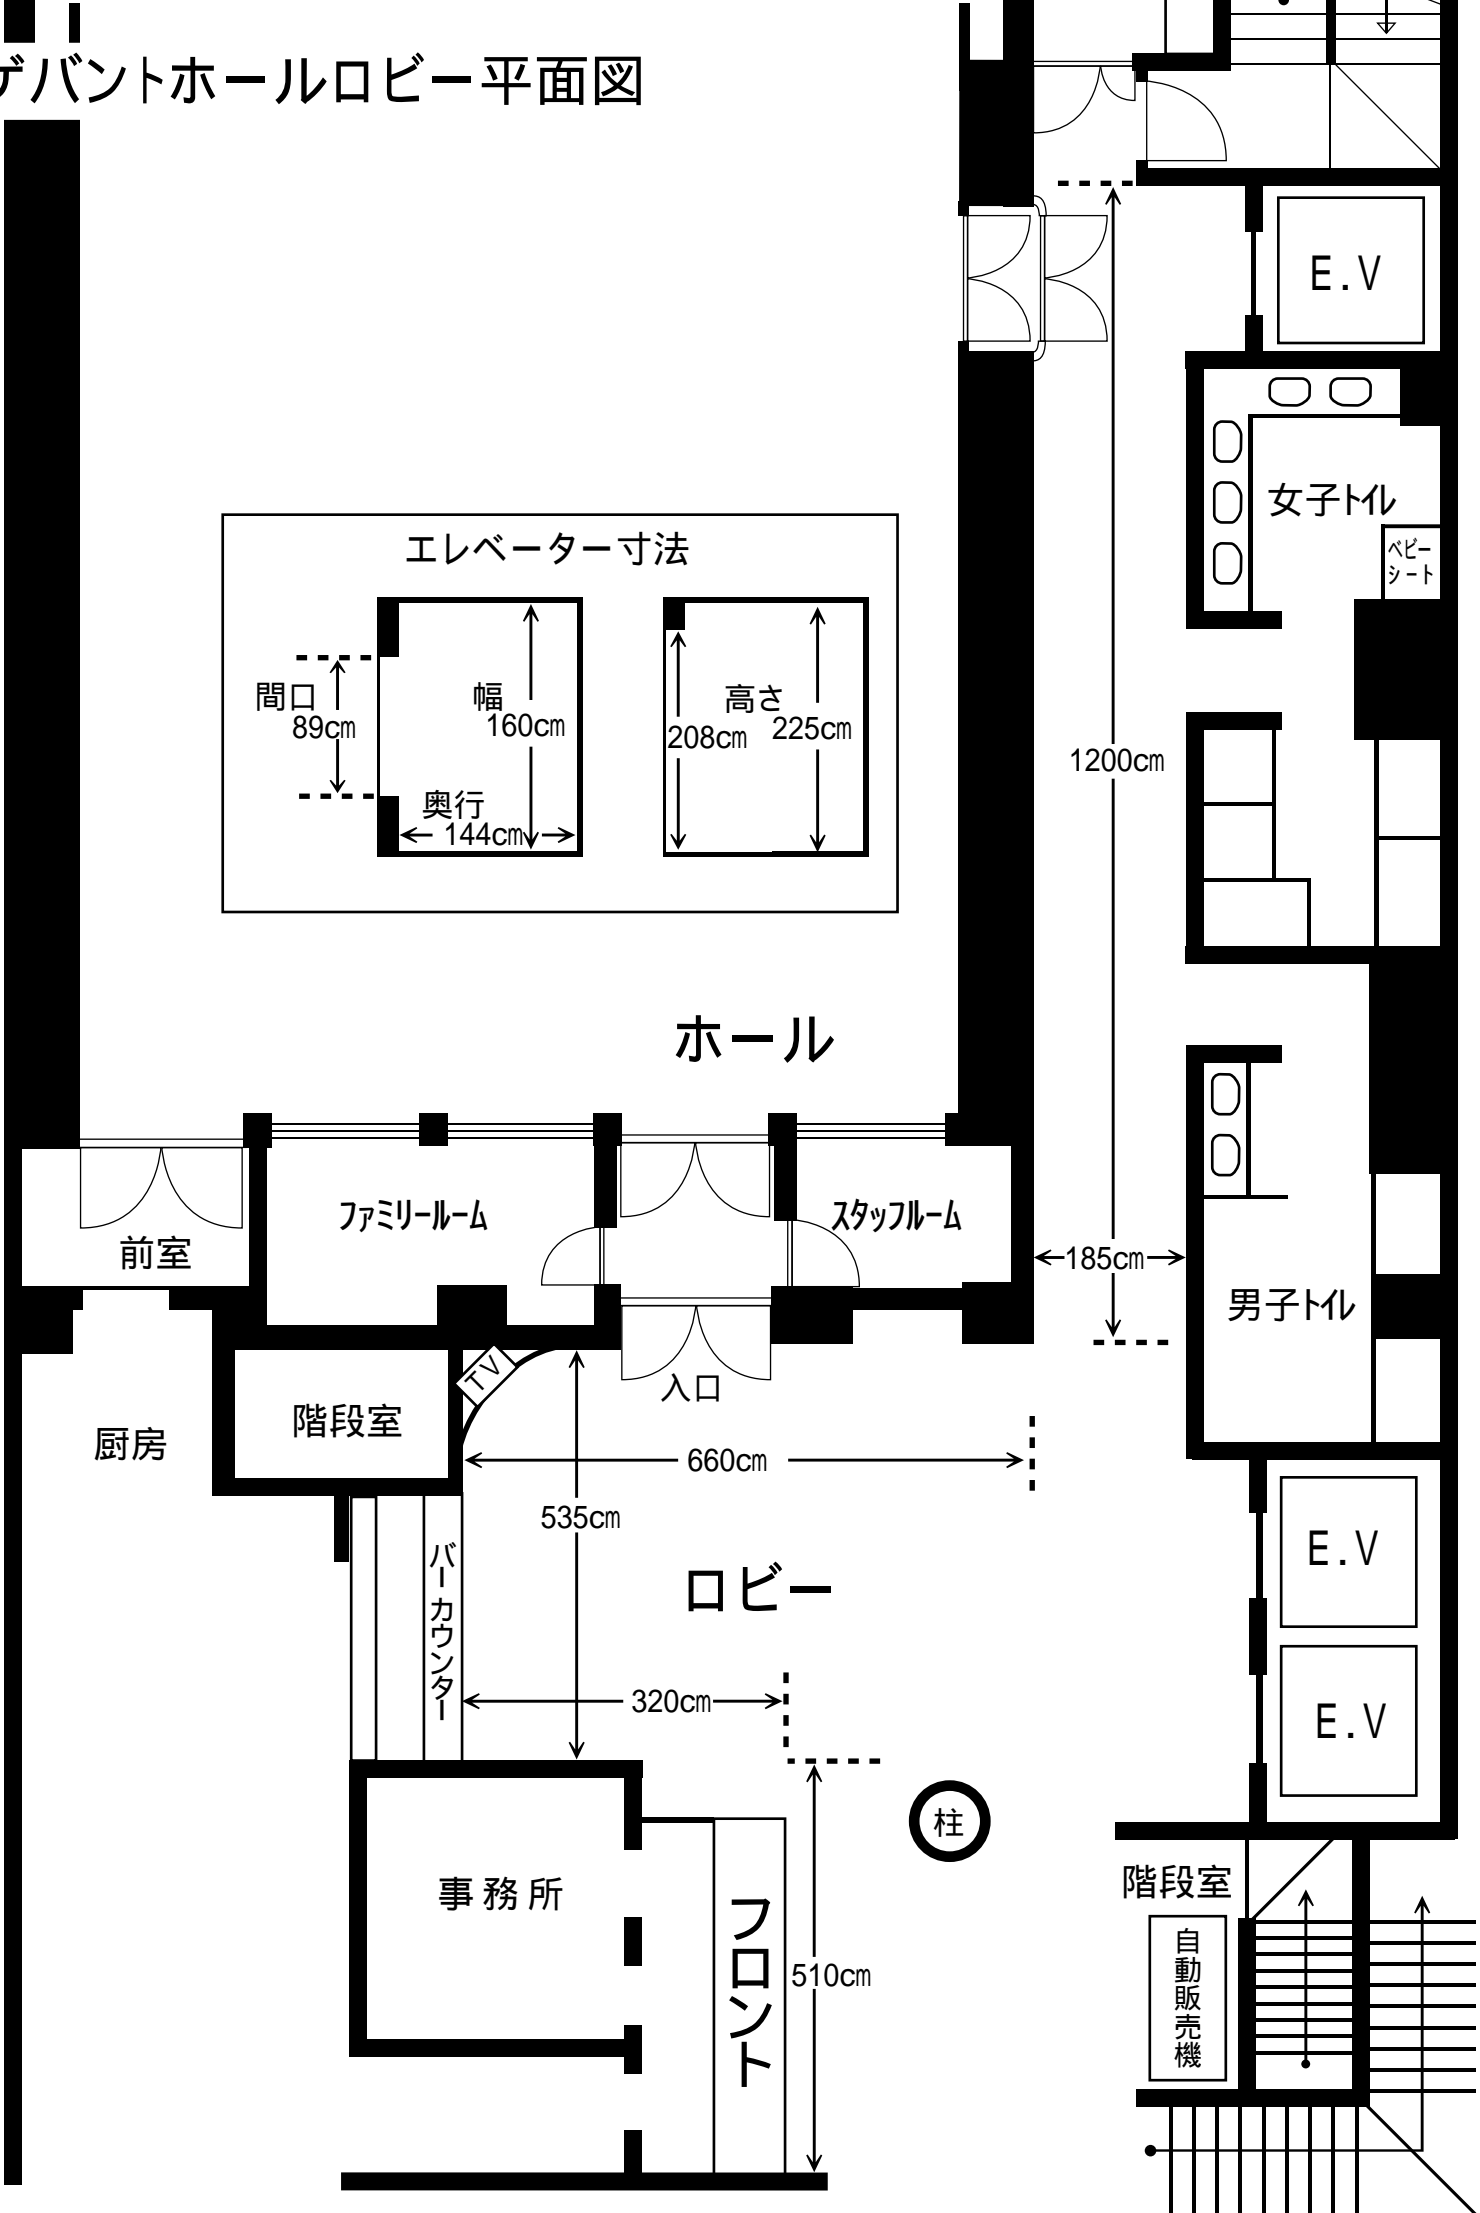 ゲバントホールロビー平面図
E.V
女子トイレ
ベビー
シート
エレベーター寸法
間口
89cm
幅
160cm
奥行
144cm
高さ
208cm
225cm
1200cm
ホール
ファミリールーム
スタッフルーム
前室
185cm
男子トイレ
入口
TV
階段室
厨房
660cm
535cm
バーカウンター
ロビー
E.V
320cm
E.V
柱
事務所
フロント
510cm
階段室
自動販売機